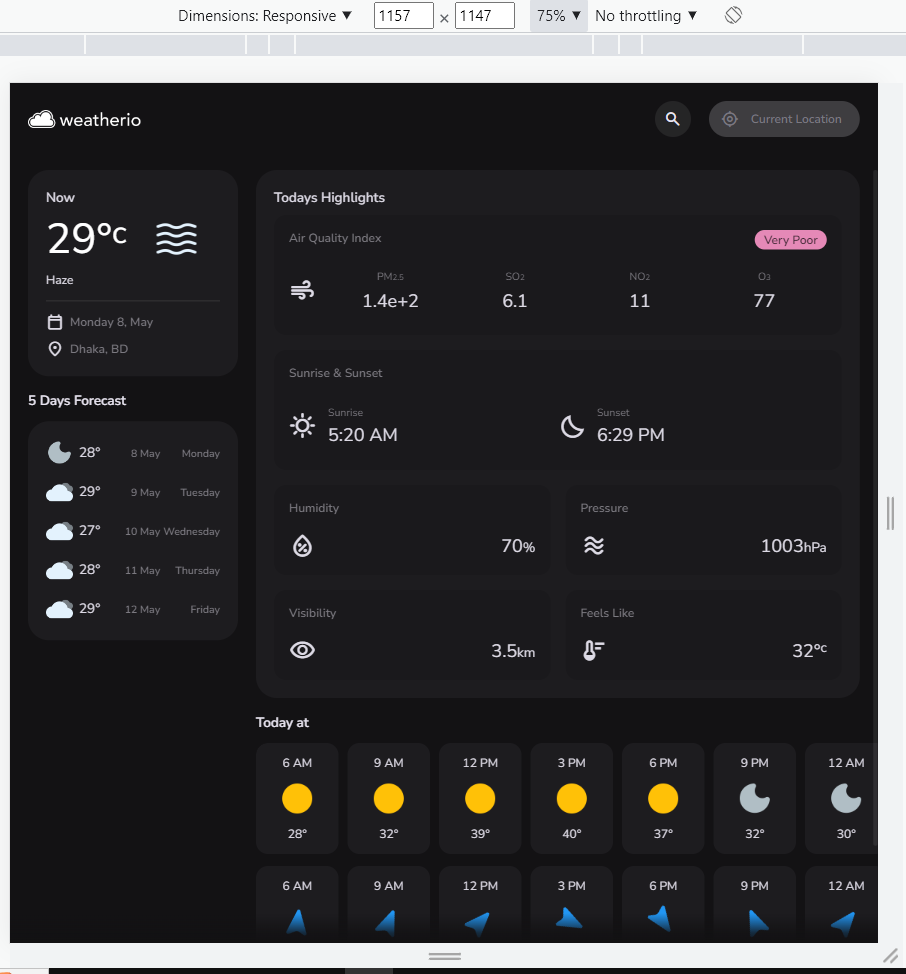 Dimensions: Responsive ▼ 1157 × 1147 75% ▼ No throttling ▼
weatherio
Current Location
Now
29°c
Haze
Monday 8, May
Dhaka, BD
5 Days Forecast
28° 8 May Monday
29° 9 May Tuesday
27° 10 May Wednesday
28° 11 May Thursday
29° 12 May Friday
Todays Highlights
Air Quality Index
Very Poor
PM2.5 SO2 NO2 O3
1.4e+2 6.1 11 77
Sunrise & Sunset
Sunrise
5:20 AM
Sunset
6:29 PM
Humidity
70%
Pressure
1003hPa
Visibility
3.5km
Feels Like
32°c
Today at
6 AM 9 AM 12 PM 3 PM 6 PM 9 PM 12 AM
28° 32° 39° 40° 37° 32° 30°
6 AM 9 AM 12 PM 3 PM 6 PM 9 PM 12 AM